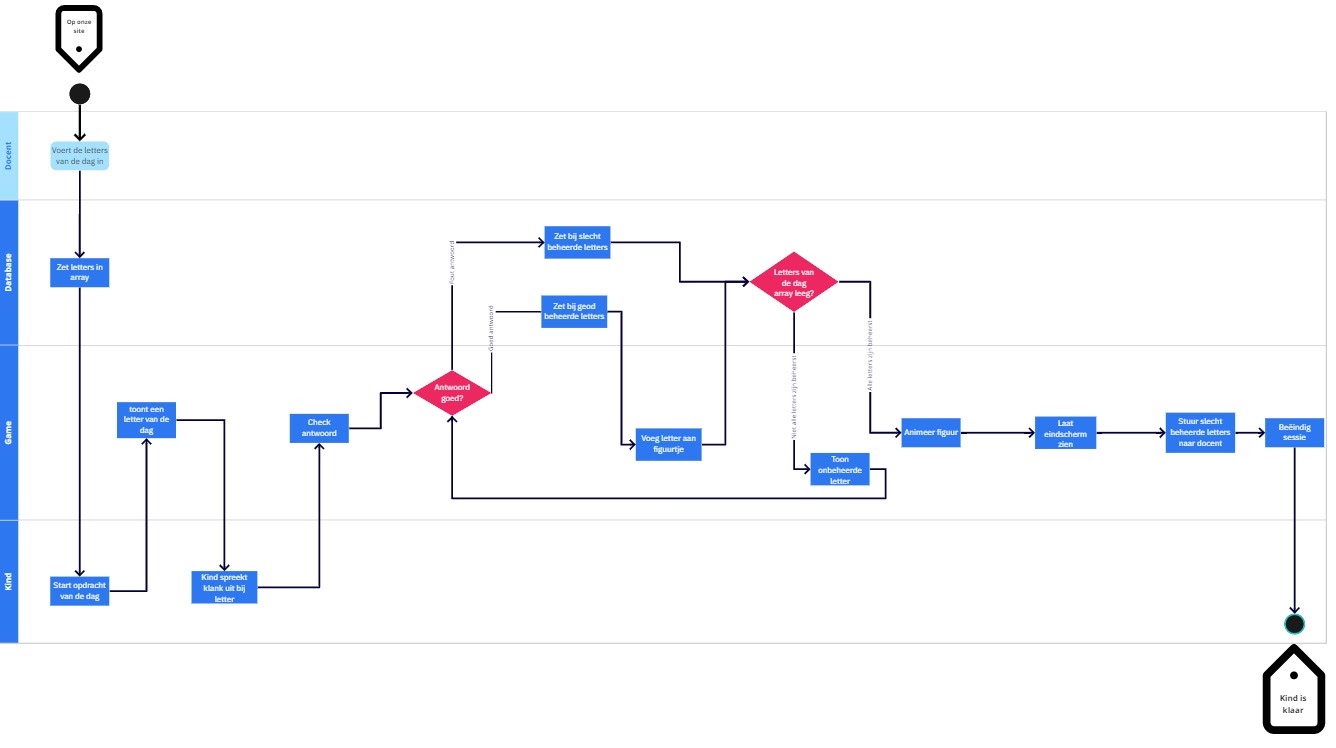 Op onze
site
Docent
Voert de letters
van de dag in
Database
Zet letters in
array
Fout antwoord
Zet bij slecht
beheerde letters
Goed antwoord
Zet bij goed
beheerde letters
Letters van
de dag
array leeg?
Niet alle letters zijn beheerst
Alle letters zijn beheerst
Game
toont een
letter van de
dag
Check
antwoord
Antwoord
goed?
Voeg letter aan
figuurtje
Toon
onbeheerde
letter
Animeer figuur
Laat
eindscherm
zien
Stuur slecht
beheerde letters
naar docent
Beëindig
sessie
Kind
Start opdracht
van de dag
Kind spreekt
klank uit bij
letter
Kind is
klaar